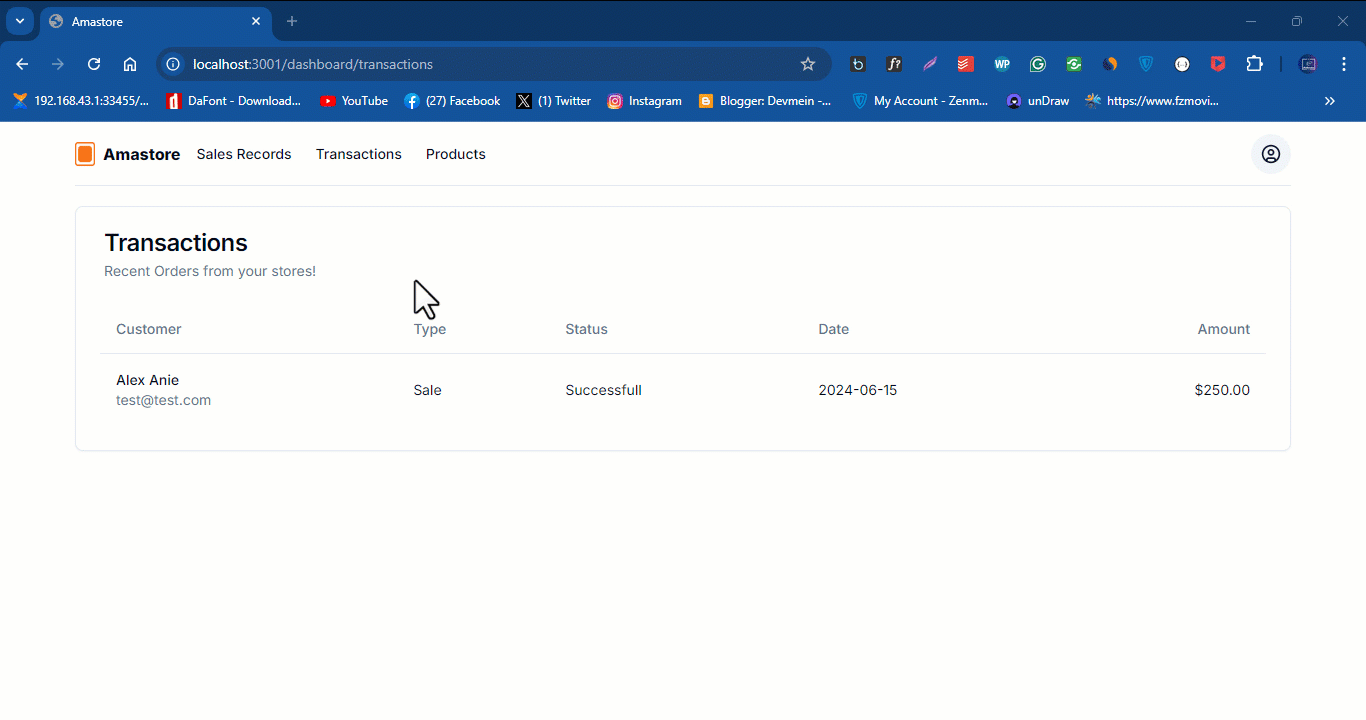 Amastore
localhost:3001/dashboard/transactions
192.168.43.1:33455/... DaFont - Download... YouTube (27) Facebook (1) Twitter Instagram Blogger: Devmein -... My Account - Zenm... unDraw https://www.fzmovi...
Amastore Sales Records Transactions Products
Transactions
Recent Orders from your stores!
Customer Type Status Date Amount
Alex Anie
test@test.com
Sale Successfull 2024-06-15 $250.00